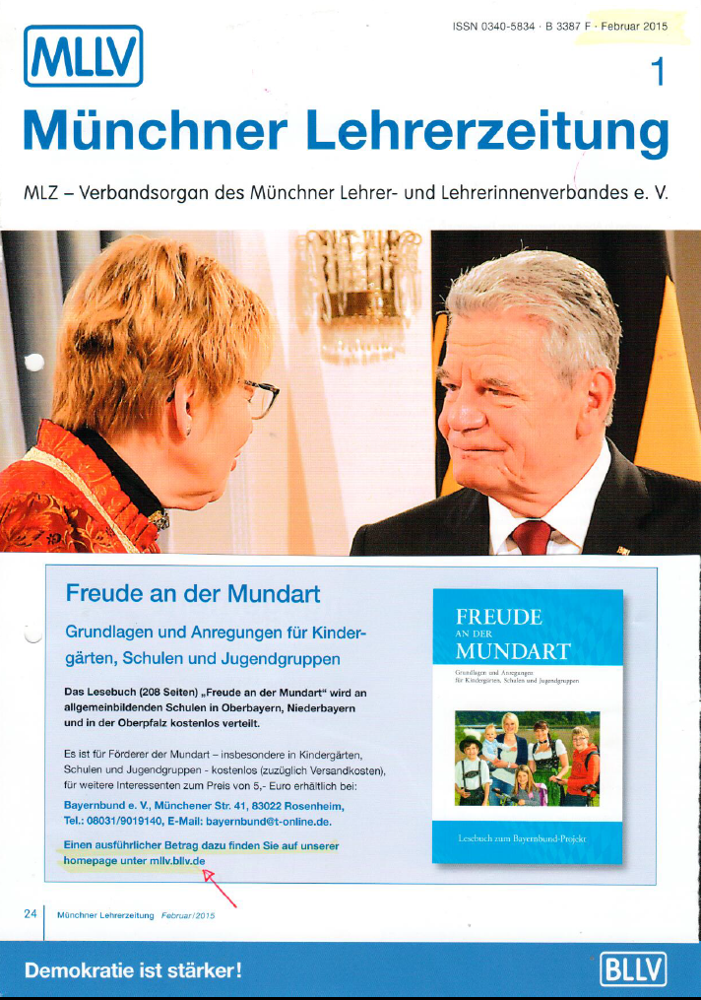 MLLV
ISSN 0340-5834 · B 3387 F · Februar 2015
1
Münchner Lehrerzeitung
MLZ – Verbandsorgan des Münchner Lehrer- und Lehrerinnenverbandes e. V.
Freude an der Mundart
Grundlagen und Anregungen für Kinder-
gärten, Schulen und Jugendgruppen
Das Lesebuch (208 Seiten) „Freude an der Mundart“ wird an
allgemeinbildenden Schulen in Oberbayern, Niederbayern
und in der Oberpfalz kostenlos verteilt.
Es ist für Förderer der Mundart – insbesondere in Kindergärten,
Schulen und Jugendgruppen - kostenlos (zuzüglich Versandkosten),
für weitere Interessenten zum Preis von 5,- Euro erhältlich bei:
Bayernbund e. V., Münchener Str. 41, 83022 Rosenheim,
Tel.: 08031/9019140, E-Mail: bayernbund@t-online.de.
Einen ausführlicher Betrag dazu finden Sie auf unserer
homepage unter mllv.bllv.de
FREUDE
AN DER
MUNDART
Grundlagen und Anregungen
für Kindergärten, Schulen und Jugendgruppen
Lesebuch zum Bayernbund-Projekt
24 Münchner Lehrerzeitung Februar/2015
Demokratie ist stärker!
BLLV